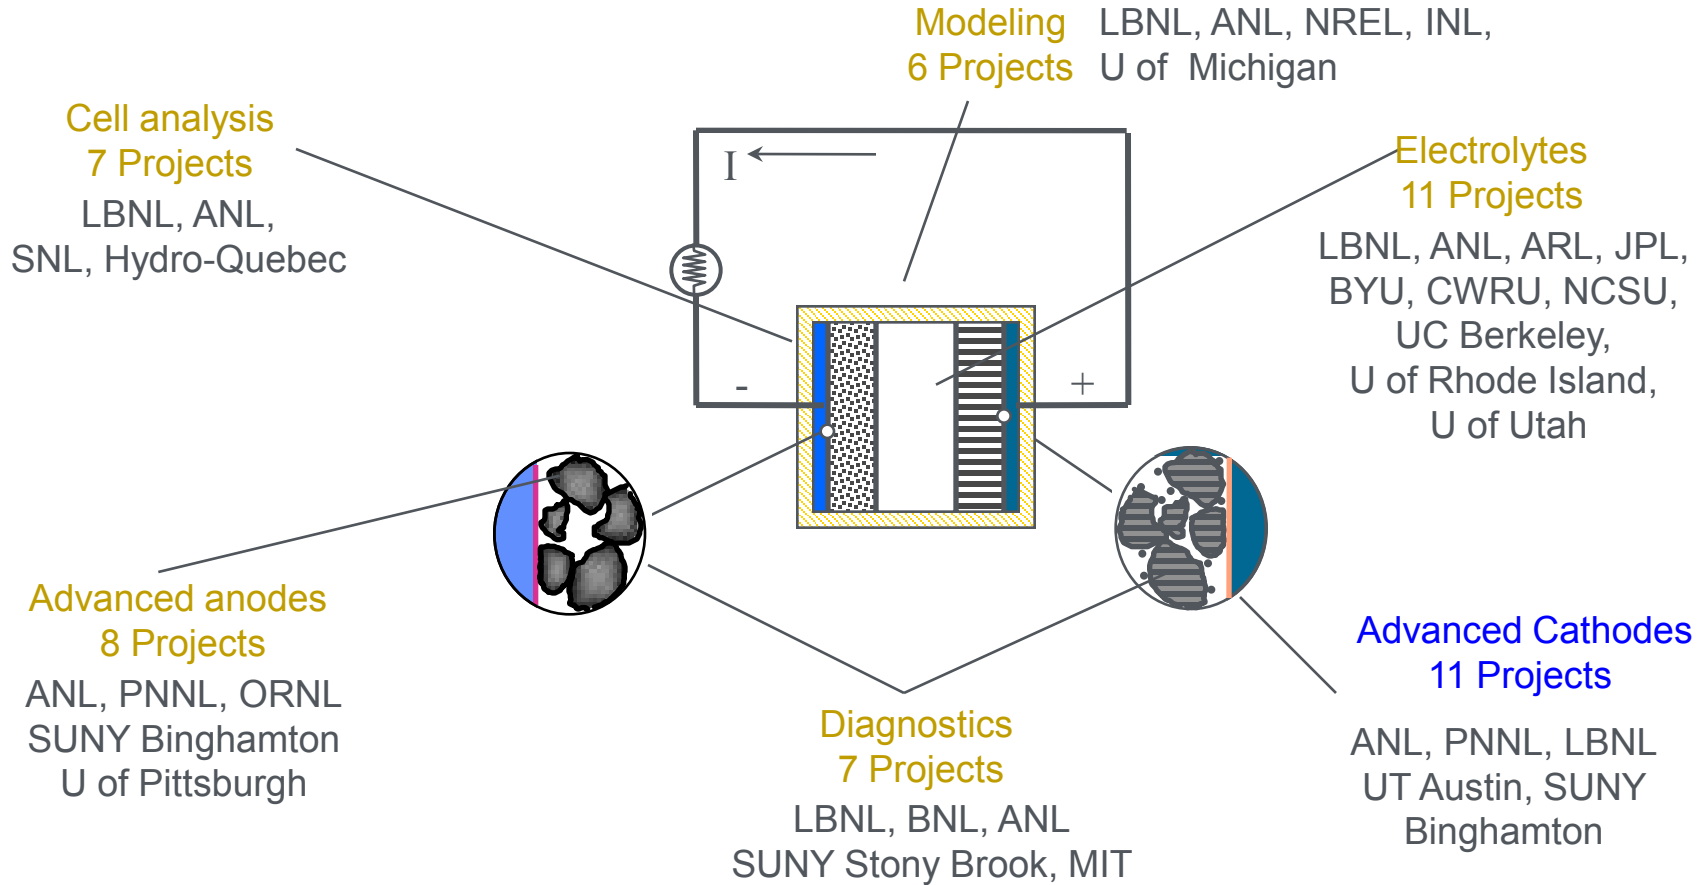 Modeling
6 Projects
LBNL, ANL, NREL, INL,
U of Michigan
Cell analysis
7 Projects
LBNL, ANL,
SNL, Hydro-Quebec
I
Electrolytes
11 Projects
LBNL, ANL, ARL, JPL,
BYU, CWRU, NCSU,
UC Berkeley,
U of Rhode Island,
U of Utah
-
+
Advanced anodes
8 Projects
ANL, PNNL, ORNL
SUNY Binghamton
U of Pittsburgh
Diagnostics
7 Projects
LBNL, BNL, ANL
SUNY Stony Brook, MIT
Advanced Cathodes
11 Projects
ANL, PNNL, LBNL
UT Austin, SUNY
Binghamton